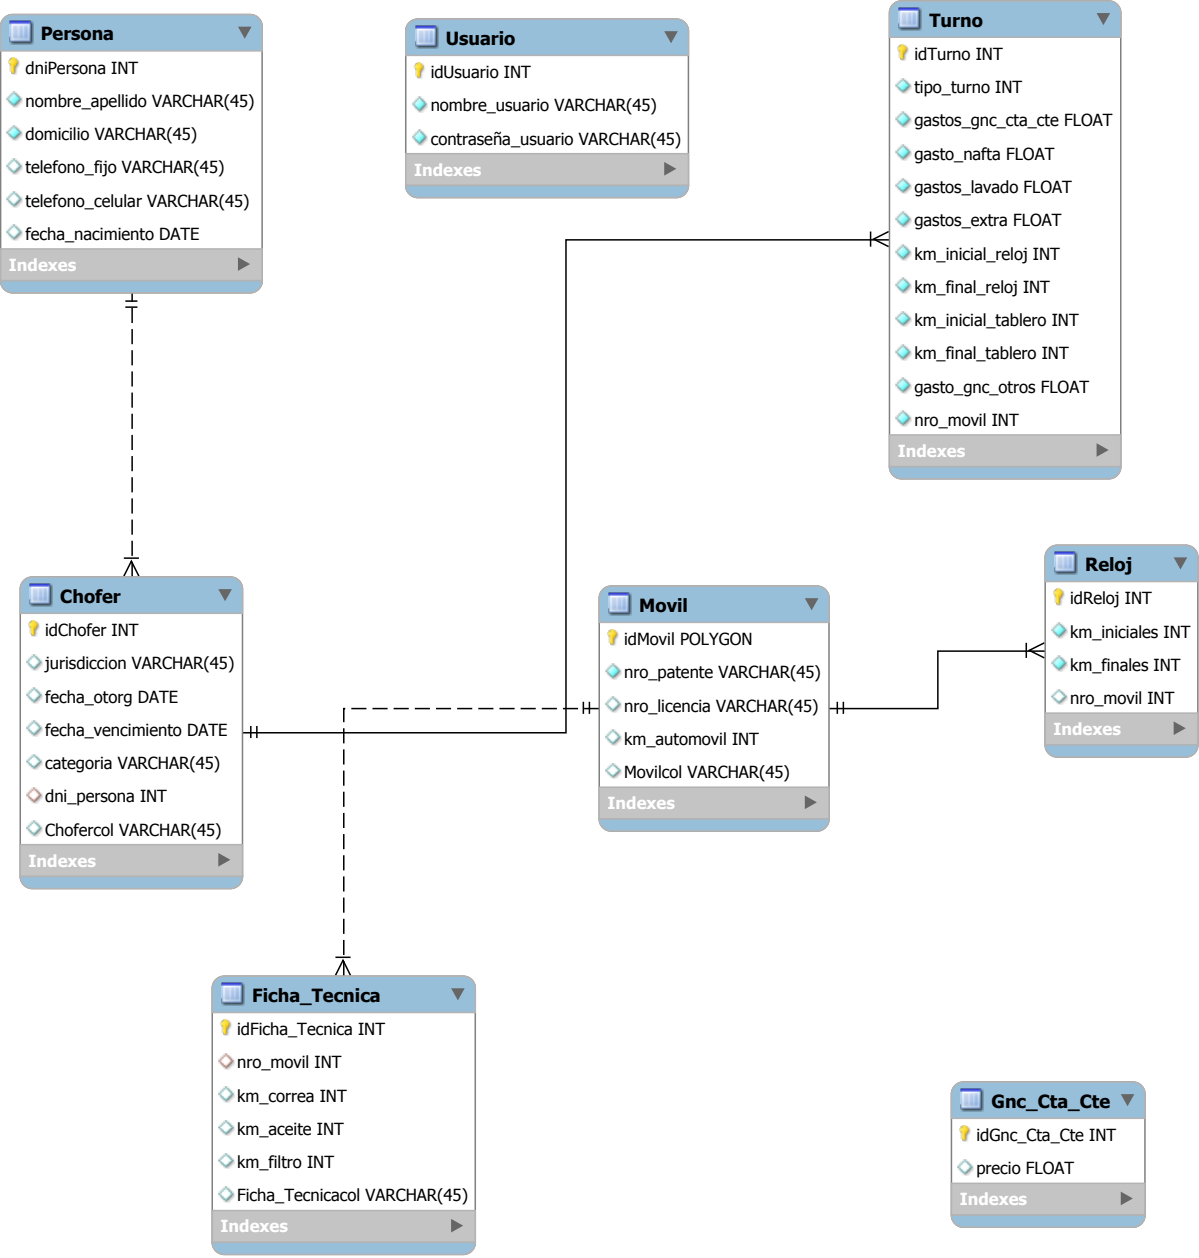 Persona
dniPersona INT
nombre_apellido VARCHAR(45)
domicilio VARCHAR(45)
telefono_fijo VARCHAR(45)
telefono_celular VARCHAR(45)
fecha_nacimiento DATE
Indexes
Usuario
idUsuario INT
nombre_usuario VARCHAR(45)
contraseña_usuario VARCHAR(45)
Indexes
Turno
idTurno INT
tipo_turno INT
gastos_gnc_cta_cte FLOAT
gasto_nafta FLOAT
gastos_lavado FLOAT
gastos_extra FLOAT
km_inicial_reloj INT
km_final_reloj INT
km_inicial_tablero INT
km_final_tablero INT
gasto_gnc_otros FLOAT
nro_movil INT
Indexes
Chofer
idChofer INT
jurisdiccion VARCHAR(45)
fecha_otorg DATE
fecha_vencimiento DATE
categoria VARCHAR(45)
dni_persona INT
Chofercol VARCHAR(45)
Indexes
Movil
idMovil POLYGON
nro_patente VARCHAR(45)
nro_licencia VARCHAR(45)
km_automovil INT
Movilcol VARCHAR(45)
Indexes
Reloj
idReloj INT
km_iniciales INT
km_finales INT
nro_movil INT
Indexes
Ficha_Tecnica
idFicha_Tecnica INT
nro_movil INT
km_correa INT
km_aceite INT
km_filtro INT
Ficha_Tecnicacol VARCHAR(45)
Indexes
Gnc_Cta_Cte
idGnc_Cta_Cte INT
precio FLOAT
Indexes